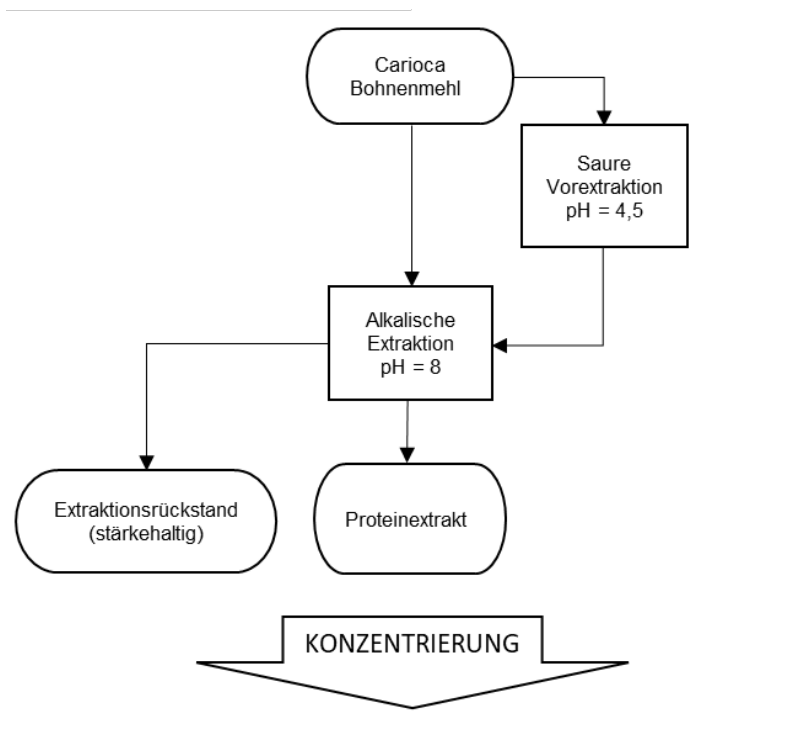 Carioca
Bohnenmehl
Saure
Vorextraktion
pH = 4,5
Alkalische
Extraktion
pH = 8
Extraktionsrückstand
(stärkehaltig)
Proteinextrakt
KONZENTRIERUNG